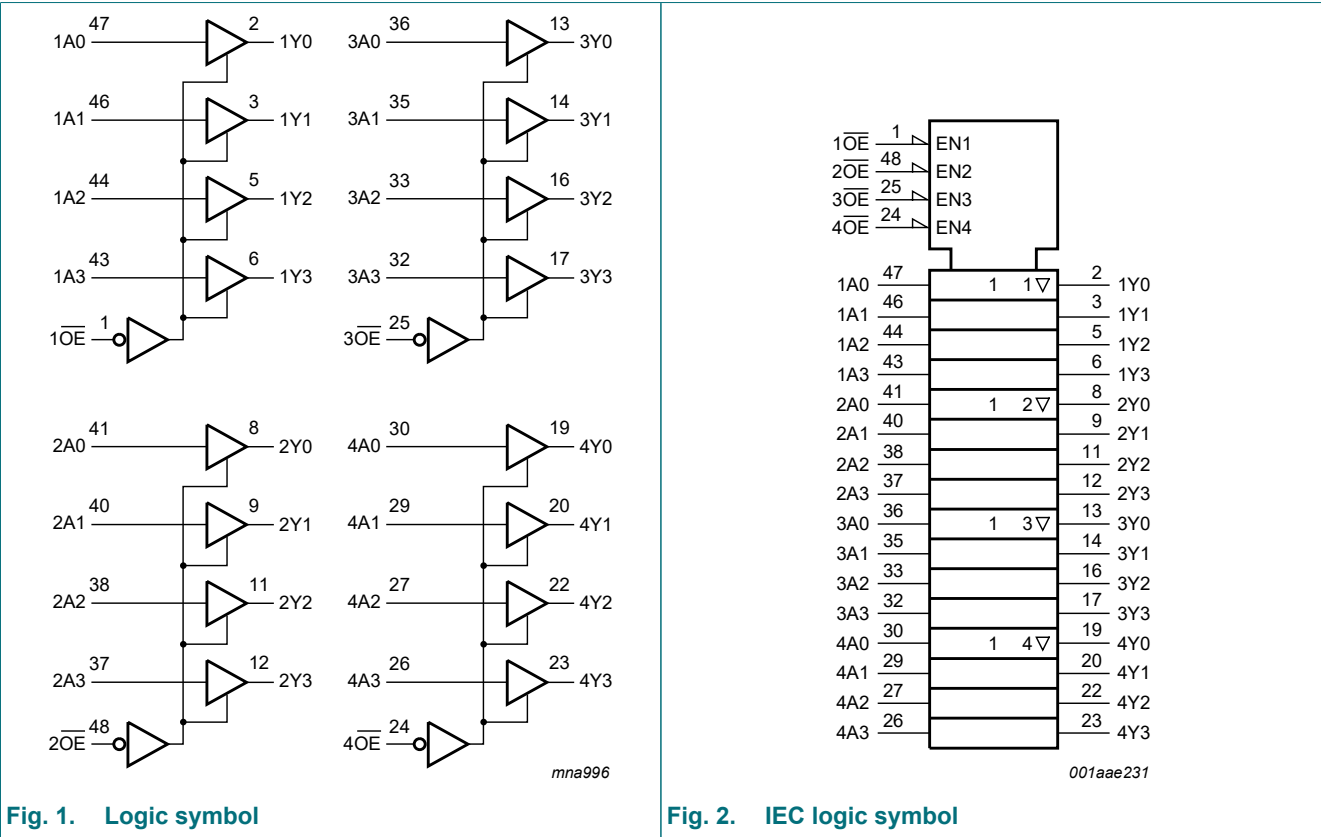 47 2 36 13
1A0 1Y0 3A0 3Y0
46 3 35 14
1A1 1Y1 3A1 3Y1
44 5 33 16
1A2 1Y2 3A2 3Y2
43 6 32 17
1A3 1Y3 3A3 3Y3
1 25
1O̅E̅ 3O̅E̅
41 8 30 19
2A0 2Y0 4A0 4Y0
40 9 29 20
2A1 2Y1 4A1 4Y1
38 11 27 22
2A2 2Y2 4A2 4Y2
37 12 26 23
2A3 2Y3 4A3 4Y3
48 24
2O̅E̅ 4O̅E̅
mna996
Fig. 1. Logic symbol
1O̅E̅ 1 EN1
2O̅E̅ 48 EN2
3O̅E̅ 25 EN3
4O̅E̅ 24 EN4
1A0 47 1 1▽ 2 1Y0
1A1 46 3 1Y1
1A2 44 5 1Y2
1A3 43 6 1Y3
2A0 41 1 2▽ 8 2Y0
2A1 40 9 2Y1
2A2 38 11 2Y2
2A3 37 12 2Y3
3A0 36 1 3▽ 13 3Y0
3A1 35 14 3Y1
3A2 33 16 3Y2
3A3 32 17 3Y3
4A0 30 1 4▽ 19 4Y0
4A1 29 20 4Y1
4A2 27 22 4Y2
4A3 26 23 4Y3
001aae231
Fig. 2. IEC logic symbol